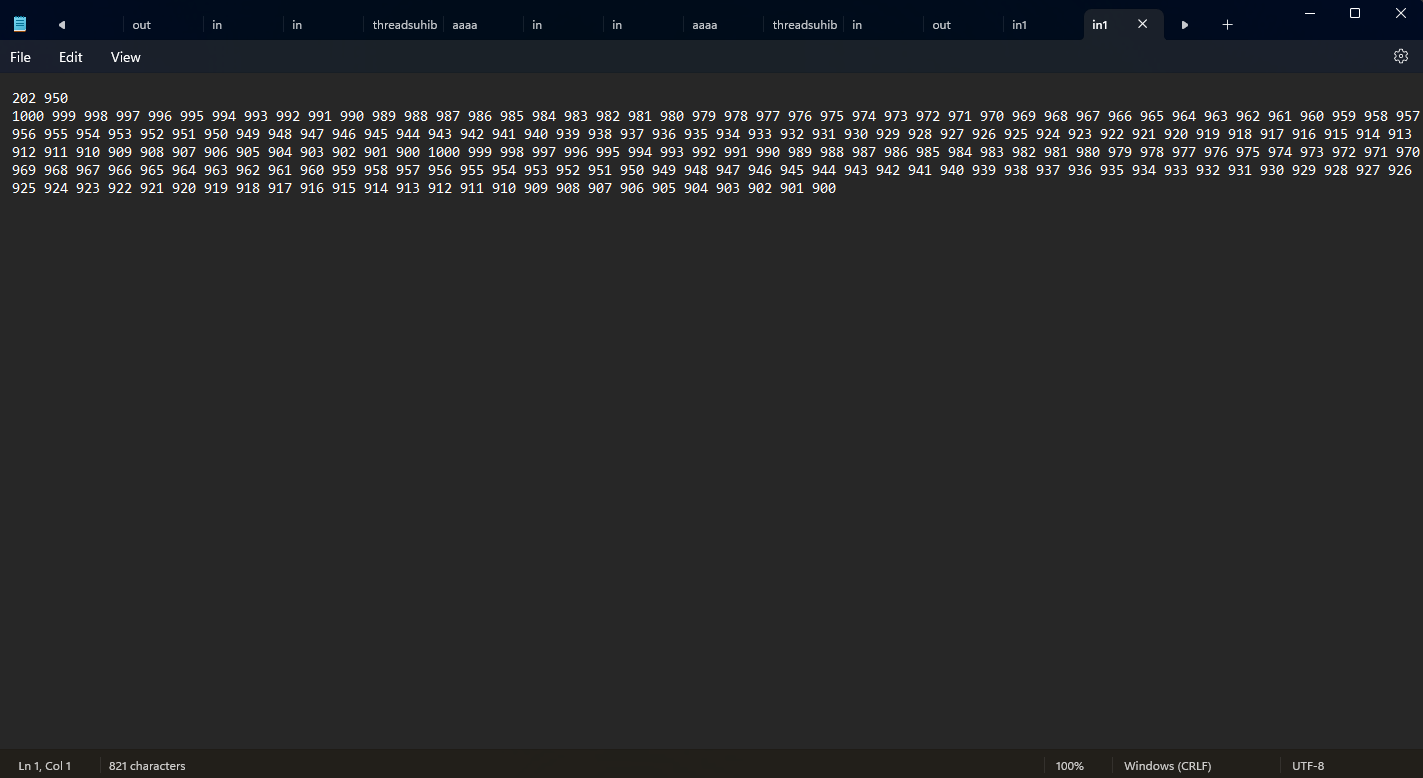 out in in threadsuhib aaaa in in aaaa threadsuhib in out in1 in1
File Edit View
202 950
1000 999 998 997 996 995 994 993 992 991 990 989 988 987 986 985 984 983 982 981 980 979 978 977 976 975 974 973 972 971 970 969 968 967 966 965 964 963 962 961 960 959 958 957
956 955 954 953 952 951 950 949 948 947 946 945 944 943 942 941 940 939 938 937 936 935 934 933 932 931 930 929 928 927 926 925 924 923 922 921 920 919 918 917 916 915 914 913
912 911 910 909 908 907 906 905 904 903 902 901 900 1000 999 998 997 996 995 994 993 992 991 990 989 988 987 986 985 984 983 982 981 980 979 978 977 976 975 974 973 972 971 970
969 968 967 966 965 964 963 962 961 960 959 958 957 956 955 954 953 952 951 950 949 948 947 946 945 944 943 942 941 940 939 938 937 936 935 934 933 932 931 930 929 928 927 926
925 924 923 922 921 920 919 918 917 916 915 914 913 912 911 910 909 908 907 906 905 904 903 902 901 900
Ln 1, Col 1 821 characters 100% Windows (CRLF) UTF-8